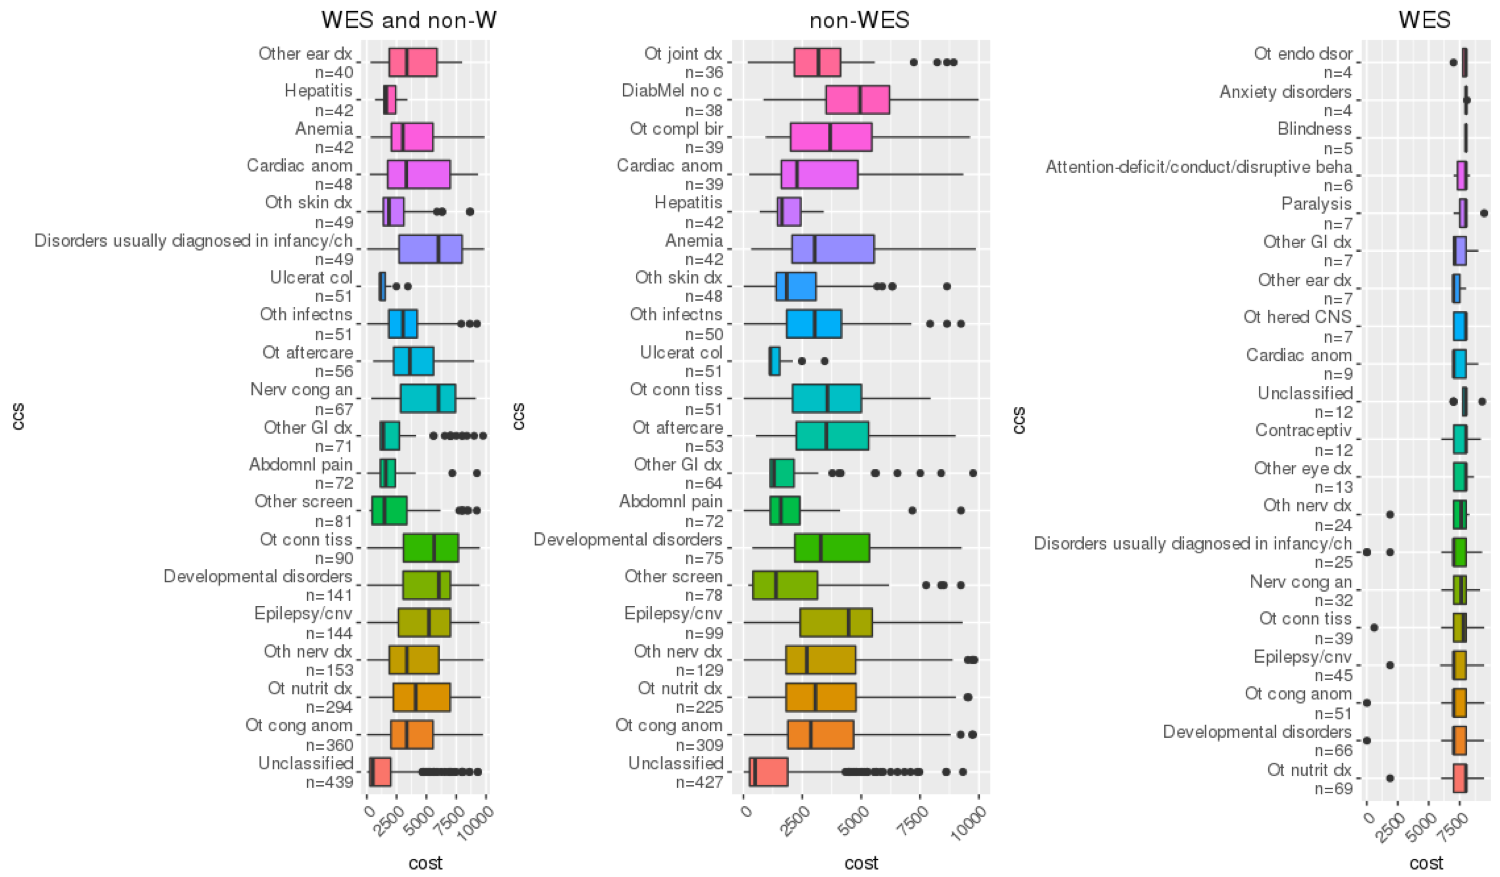 WES and non-W
Other ear dx
n=40
Hepatitis
n=42
Anemia
n=42
Cardiac anom
n=48
Oth skin dx
n=49
Disorders usually diagnosed in infancy/ch
n=49
Ulcerat col
n=51
Oth infectns
n=51
Ot aftercare
n=56
Nerv cong an
n=67
Other GI dx
n=71
Abdomnl pain
n=72
Other screen
n=81
Ot conn tiss
n=90
Developmental disorders
n=141
Epilepsy/cnv
n=144
Oth nerv dx
n=153
Ot nutrit dx
n=294
Ot cong anom
n=360
Unclassified
n=439
ccs
0 2500 5000 7500 10000
cost
non-WES
Ot joint dx
n=36
DiabMel no c
n=38
Ot compl bir
n=39
Cardiac anom
n=39
Hepatitis
n=42
Anemia
n=42
Oth skin dx
n=48
Oth infectns
n=50
Ulcerat col
n=51
Ot conn tiss
n=51
Ot aftercare
n=53
Other GI dx
n=64
Abdomnl pain
n=72
Developmental disorders
n=75
Other screen
n=78
Epilepsy/cnv
n=99
Oth nerv dx
n=129
Ot nutrit dx
n=225
Ot cong anom
n=309
Unclassified
n=427
ccs
0 2500 5000 7500 10000
cost
WES
Ot endo dsor
n=4
Anxiety disorders
n=4
Blindness
n=5
Attention-deficit/conduct/disruptive beha
n=6
Paralysis
n=7
Other GI dx
n=7
Other ear dx
n=7
Ot hered CNS
n=7
Cardiac anom
n=9
Unclassified
n=12
Contraceptiv
n=12
Other eye dx
n=13
Oth nerv dx
n=24
Disorders usually diagnosed in infancy/ch
n=25
Nerv cong an
n=32
Ot conn tiss
n=39
Epilepsy/cnv
n=45
Ot cong anom
n=51
Developmental disorders
n=66
Ot nutrit dx
n=69
ccs
0 2500 5000 7500
cost